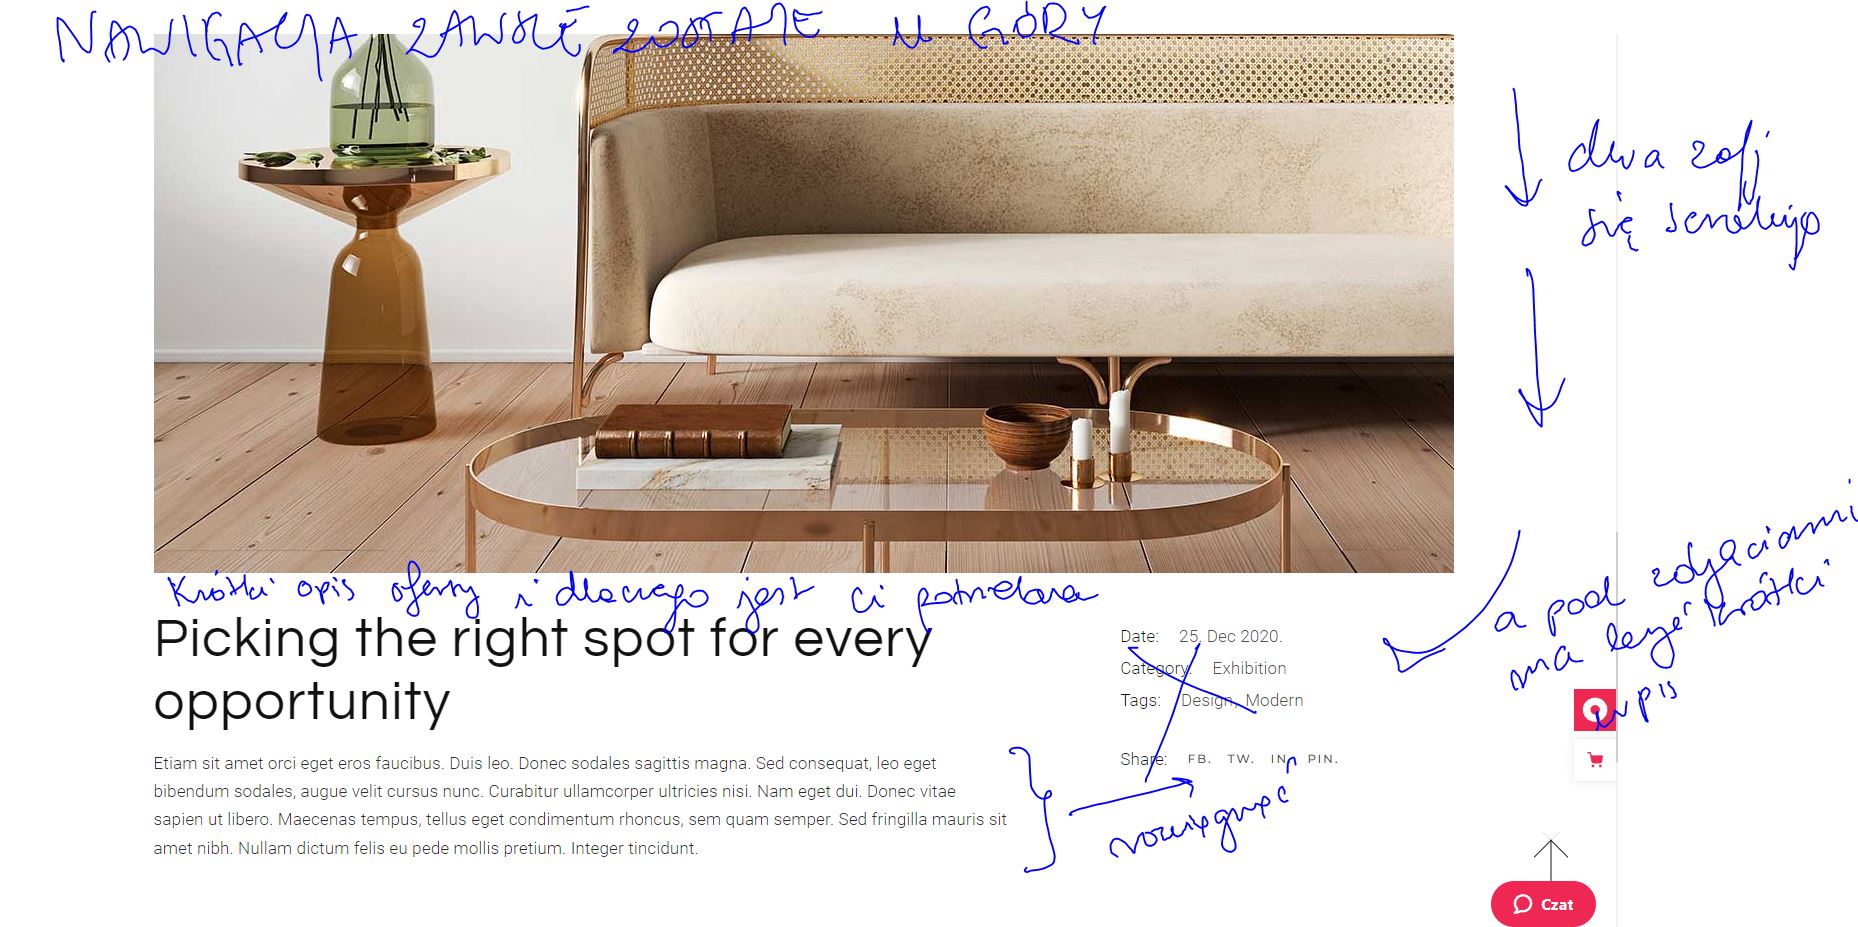 NAWIGACJA ZAWSZE ZOSTAJE U GÓRY
dwa zdj
się scrollują
Krótki opis oferty i dlaczego jest ci potrzebna
a pod zdjęciami
ma leżeć krótki
wpis
Picking the right spot for every
opportunity
Date: 25. Dec 2020.
Category: Exhibition
Tags: Design, Modern
Share: FB. TW. IN. PIN.
Etiam sit amet orci eget eros faucibus. Duis leo. Donec sodales sagittis magna. Sed consequat, leo eget
bibendum sodales, augue velit cursus nunc. Curabitur ullamcorper ultricies nisi. Nam eget dui. Donec vitae
sapien ut libero. Maecenas tempus, tellus eget condimentum rhoncus, sem quam semper. Sed fringilla mauris sit
amet nibh. Nullam dictum felis eu pede mollis pretium. Integer tincidunt.
rozciągnąć
Czat